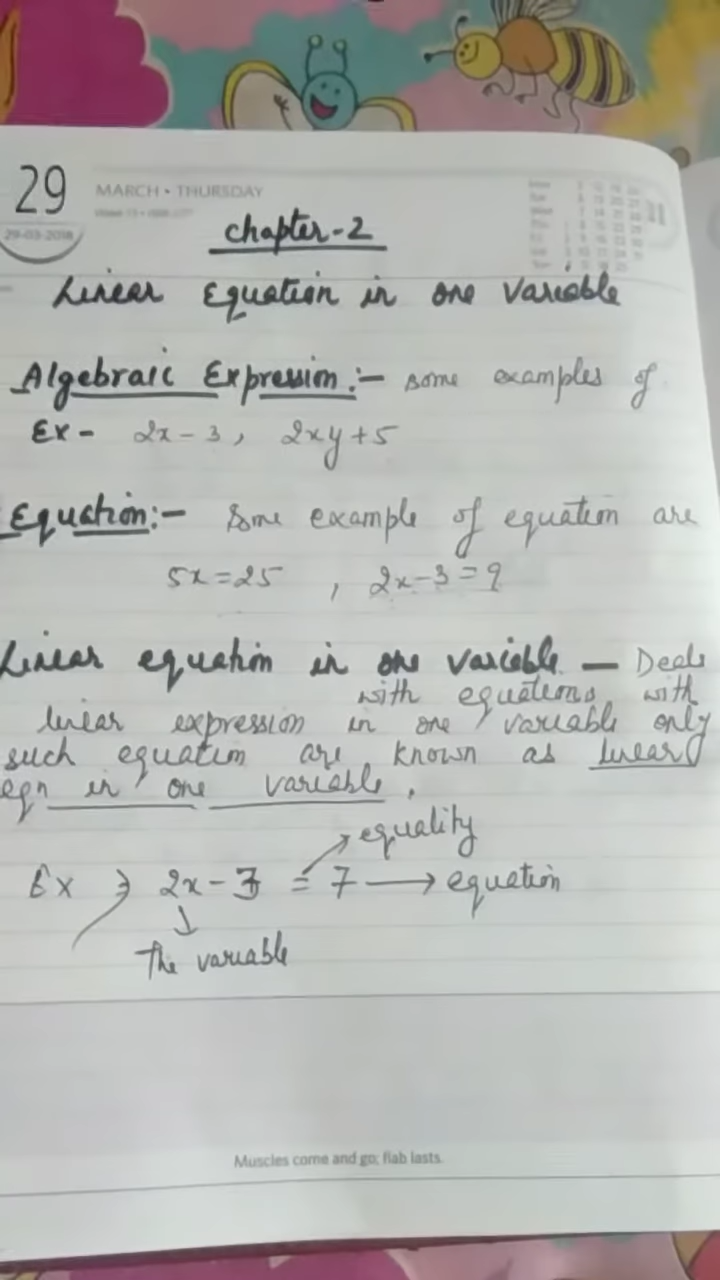 29
MARCH • THURSDAY
29-03-2018
chapter-2
Linear Equation in one Variable
Algebraic Expression:- some examples of
Ex- 2x-3, 2xy+5
Equation:- Some example of equation are
5x=25 , 2x-3=9
Linear equation in one variable - Deals
with equations with
linear expression in one variable only
such equation are known as linear
eqn in one variable.
equality
Ex 2x-3 = 7 → equation
The variable
Muscles come and go; flab lasts.